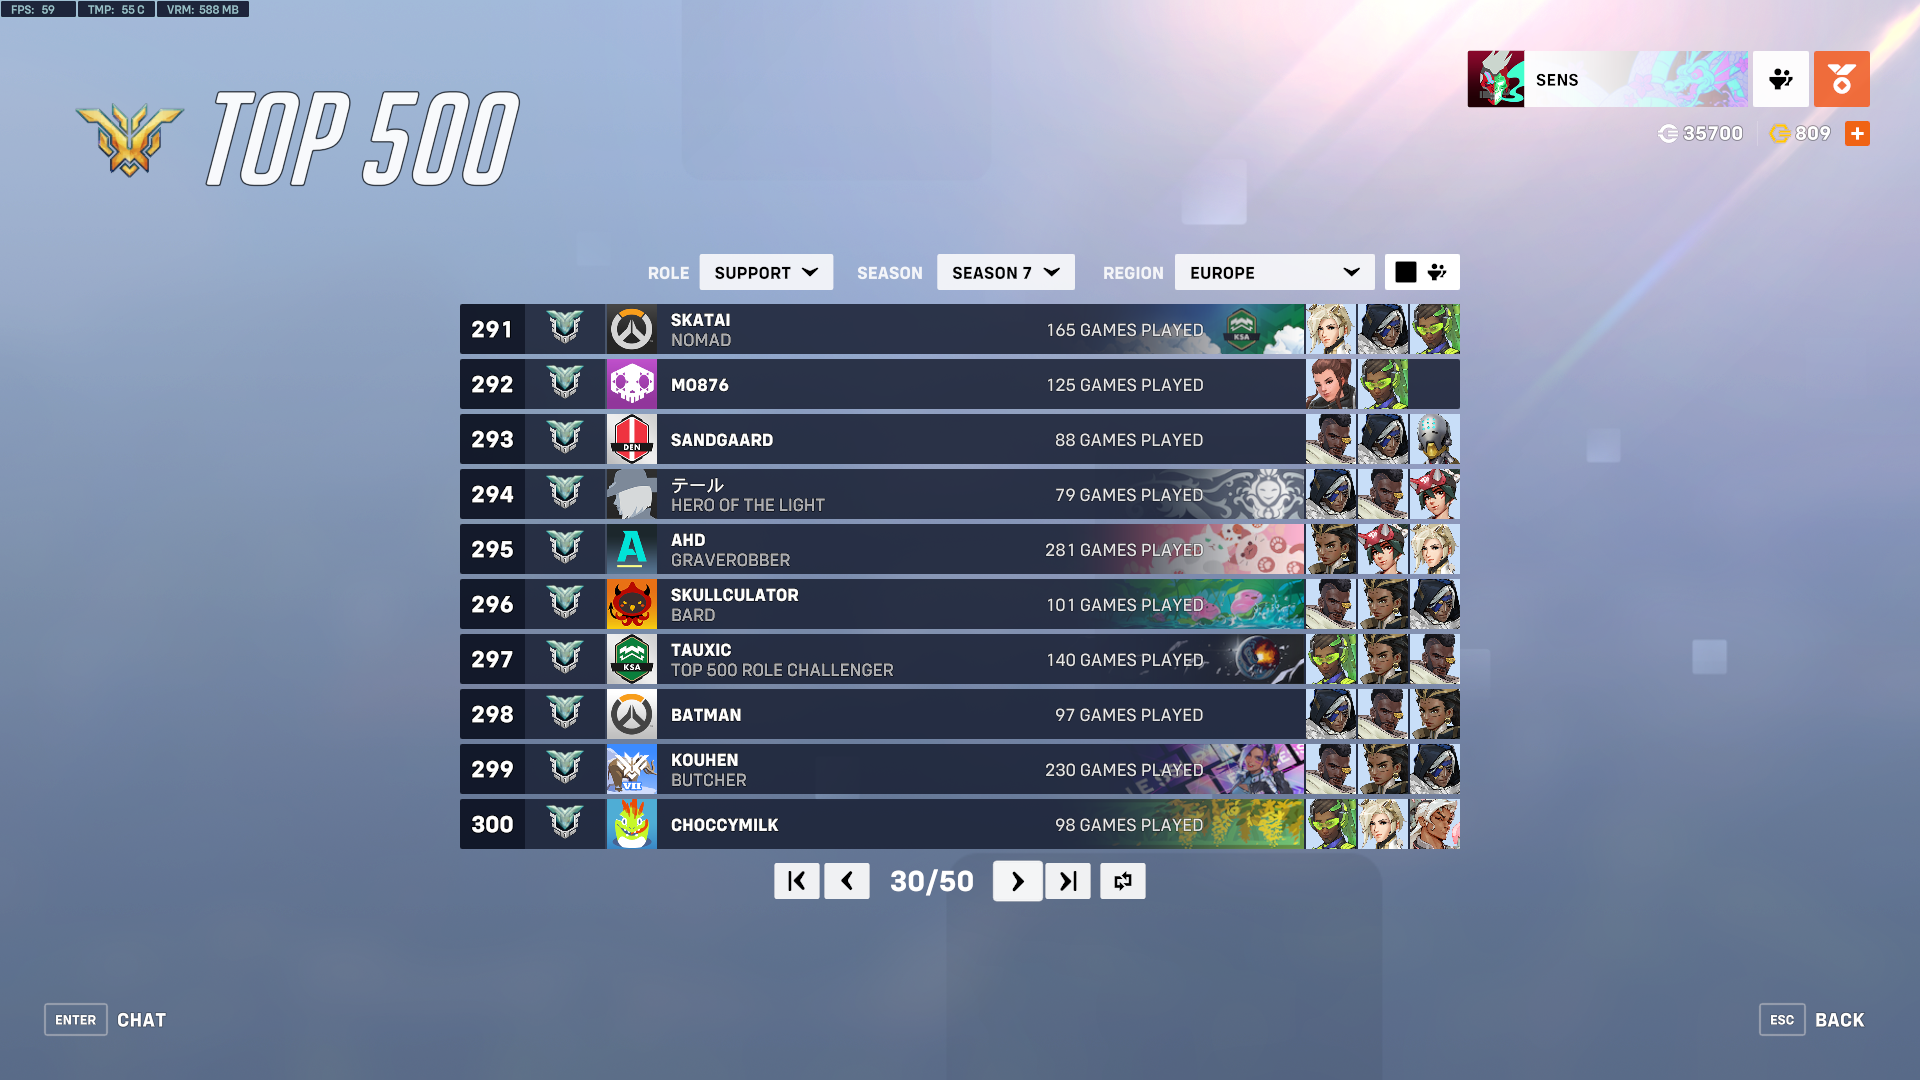 FPS: 59 TMP: 55 C VRM: 588 MB
TOP 500
SENS
35700 809
ROLE SUPPORT SEASON SEASON 7 REGION EUROPE
291 SKATAI 165 GAMES PLAYED KSA
NOMAD
292 MO876 125 GAMES PLAYED
293 DEN SANDGAARD 88 GAMES PLAYED
294 テール 79 GAMES PLAYED
HERO OF THE LIGHT
295 A AHD 281 GAMES PLAYED
GRAVEROBBER
296 SKULLCULATOR 101 GAMES PLAYED
BARD
297 KSA TAUXIC 140 GAMES PLAYED
TOP 500 ROLE CHALLENGER
298 BATMAN 97 GAMES PLAYED
299 VII KOUHEN 230 GAMES PLAYED
BUTCHER
300 CHOCCYMILK 98 GAMES PLAYED
30/50
ENTER CHAT
ESC BACK